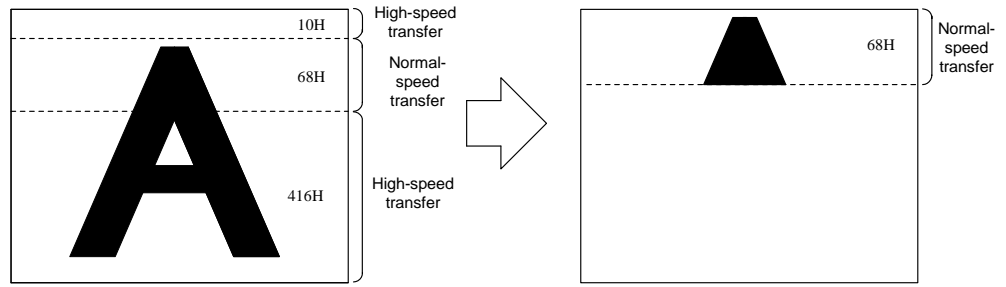 10H
High-speed
transfer
68H
Normal-
speed
transfer
A
416H
High-speed
transfer
68H
Normal-
speed
transfer